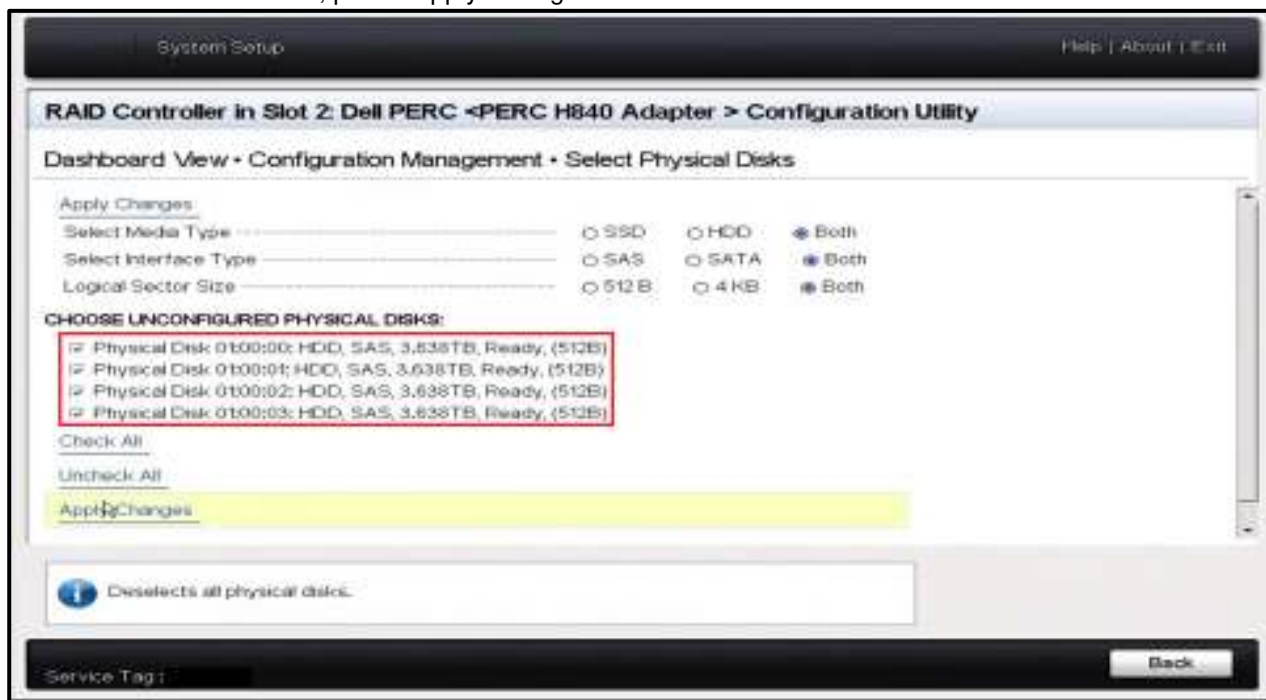 System Setup
Help | About | Exit
RAID Controller in Slot 2: Dell PERC <PERC H840 Adapter > Configuration Utility
Dashboard View • Configuration Management • Select Physical Disks
Apply Changes
Select Media Type SSD HDD Both
Select Interface Type SAS SATA Both
Logical Sector Size 512 B 4 KB Both
CHOOSE UNCONFIGURED PHYSICAL DISKS:
Physical Disk 01:00:00: HDD, SAS, 3.638TB, Ready, (512B)
Physical Disk 01:00:01: HDD, SAS, 3.638TB, Ready, (512B)
Physical Disk 01:00:02: HDD, SAS, 3.638TB, Ready, (512B)
Physical Disk 01:00:03: HDD, SAS, 3.638TB, Ready, (512B)
Check All
Uncheck All
Apply Changes
Deselects all physical disks.
Service Tag :
Back